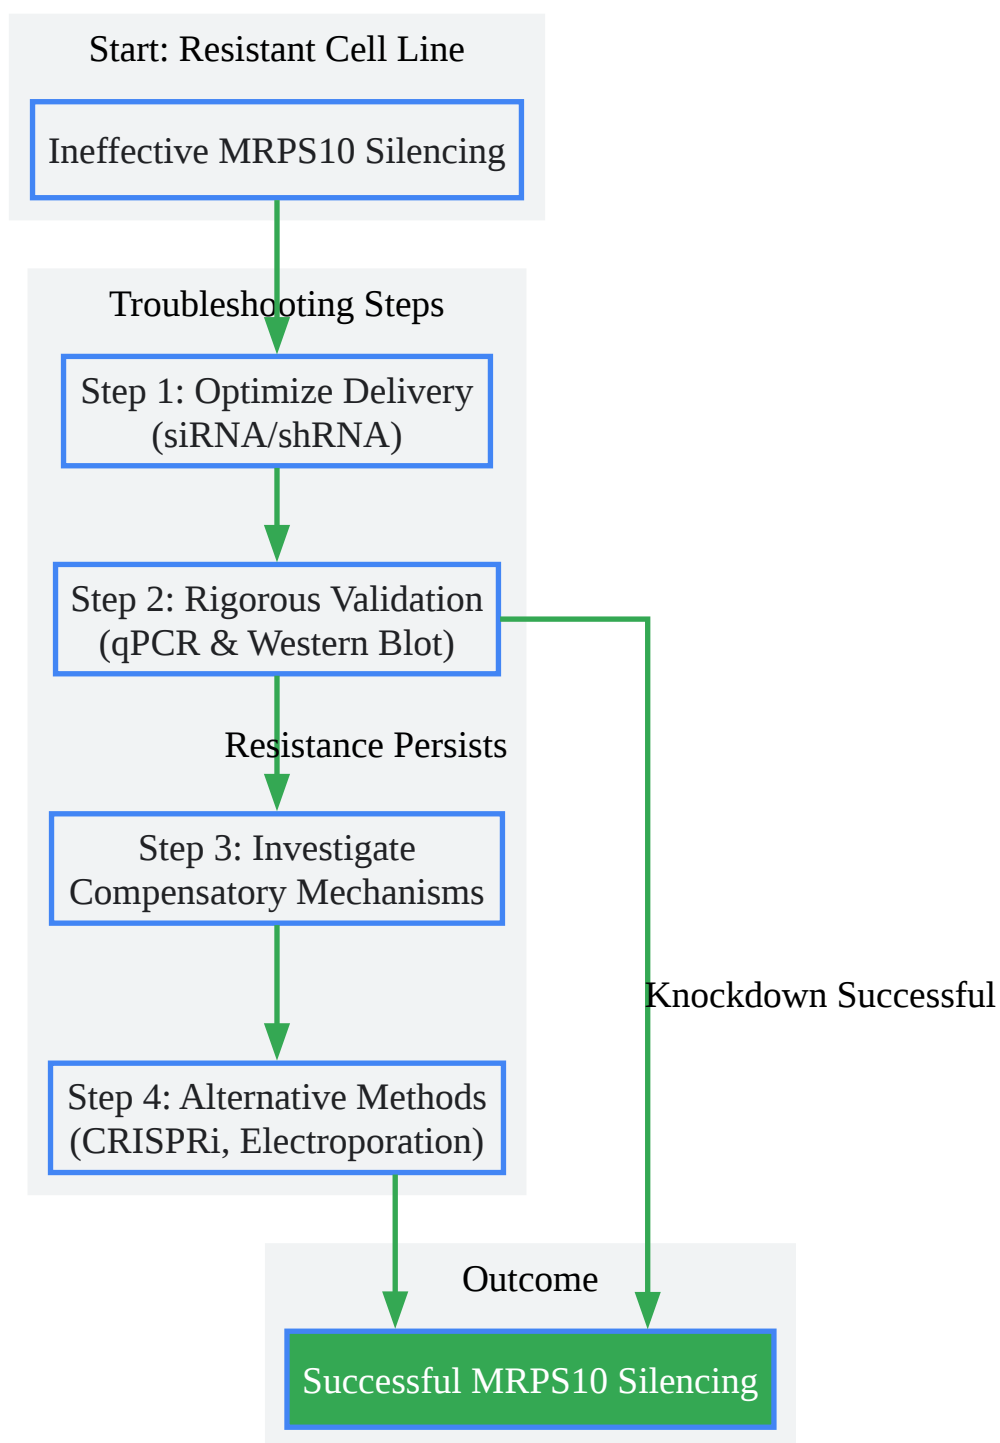 Start: Resistant Cell Line
Ineffective MRPS10 Silencing
Troubleshooting Steps
Step 1: Optimize Delivery
(siRNA/shRNA)
Step 2: Rigorous Validation
(qPCR & Western Blot)
Resistance Persists
Step 3: Investigate
Compensatory Mechanisms
Knockdown Successful
Step 4: Alternative Methods
(CRISPRi, Electroporation)
Outcome
Successful MRPS10 Silencing